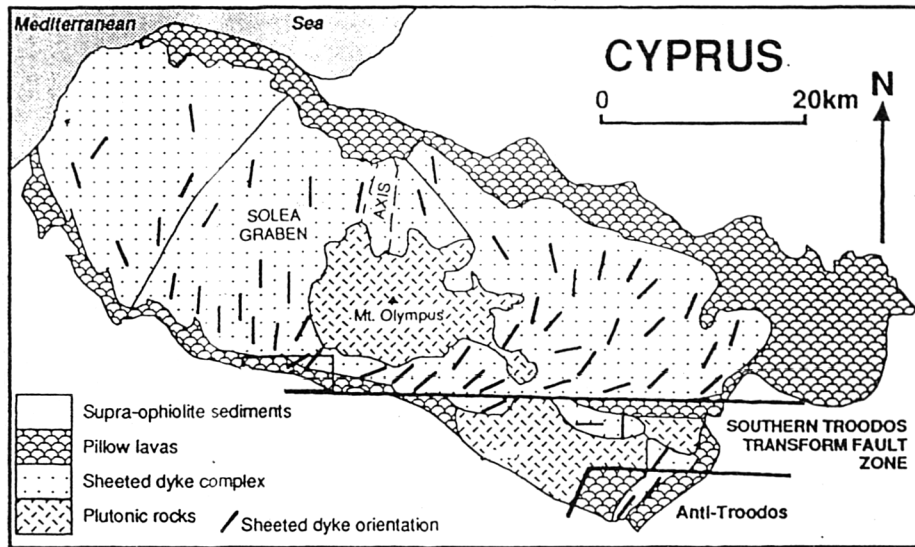 Mediterranean Sea
CYPRUS
0 20km
N
AXIS
SOLEA
GRABEN
Mt. Olympus
Supra-ophiolite sediments
Pillow lavas
Sheeted dyke complex
Plutonic rocks
Sheeted dyke orientation
SOUTHERN TROODOS
TRANSFORM FAULT
ZONE
Anti-Troodos